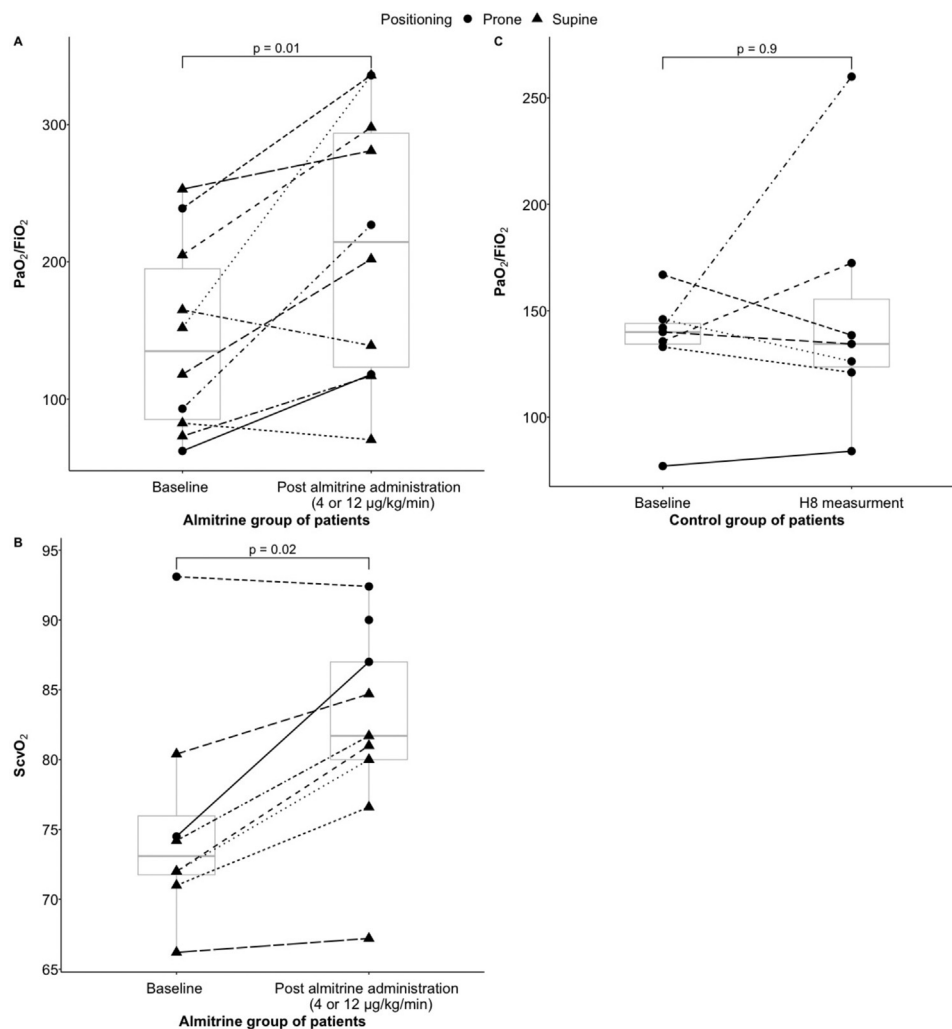 Positioning Prone Supine
A
p = 0.01
300
200
100
PaO2/FiO2
Baseline
Post almitrine administration
(4 or 12 µg/kg/min)
Almitrine group of patients
C
p = 0.9
250
200
150
100
PaO2/FiO2
Baseline
H8 measurment
Control group of patients
B
p = 0.02
95
90
85
80
75
70
65
ScvO2
Baseline
Post almitrine administration
(4 or 12 µg/kg/min)
Almitrine group of patients